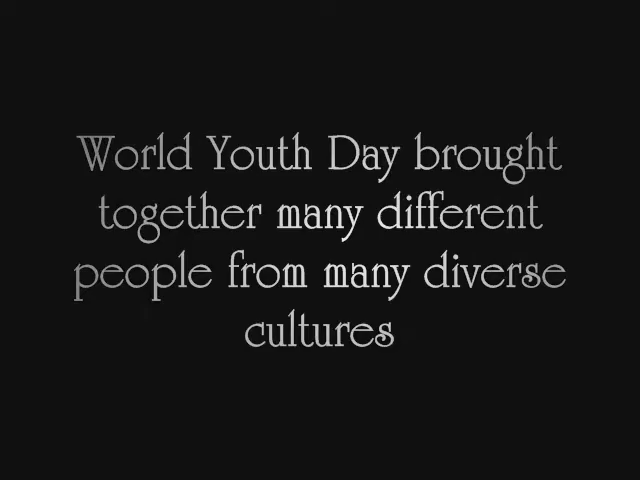 World Youth Day brought
together many different
people from many diverse
cultures